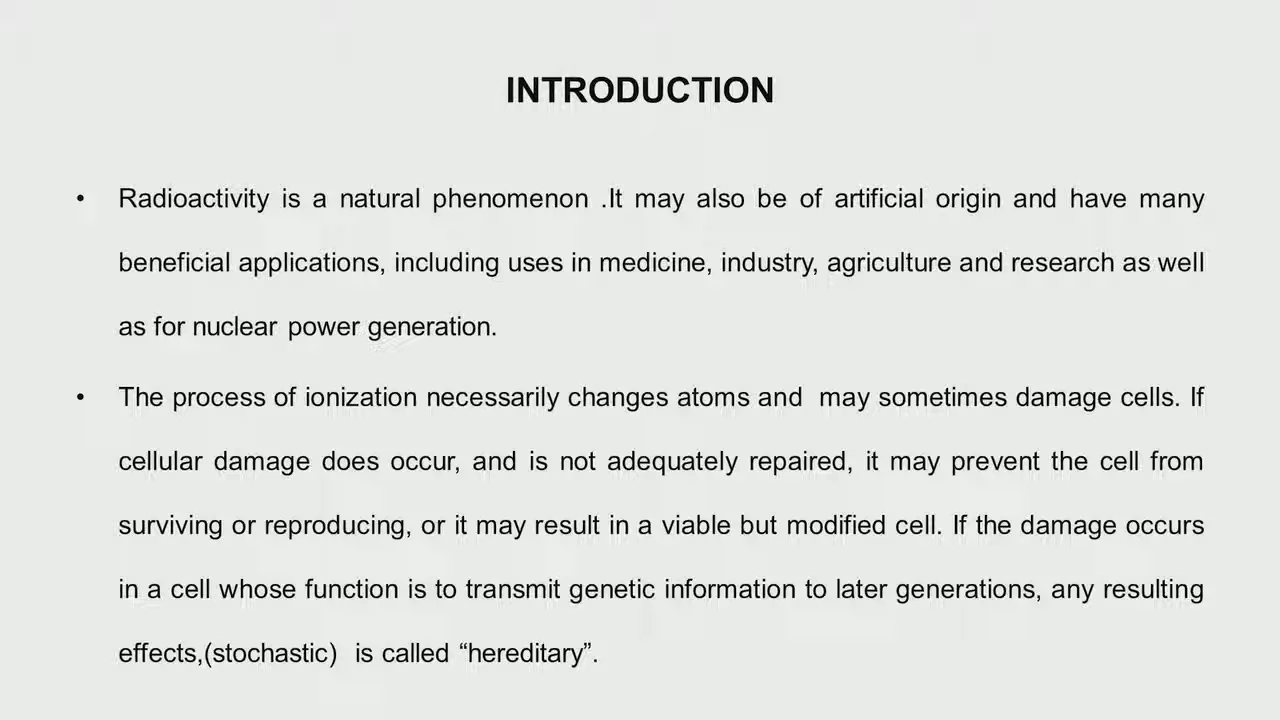 INTRODUCTION
• Radioactivity is a natural phenomenon .It may also be of artificial origin and have many
beneficial applications, including uses in medicine, industry, agriculture and research as well
as for nuclear power generation.
• The process of ionization necessarily changes atoms and  may sometimes damage cells. If
cellular damage does occur, and is not adequately repaired, it may prevent the cell from
surviving or reproducing, or it may result in a viable but modified cell. If the damage occurs
in a cell whose function is to transmit genetic information to later generations, any resulting
effects,(stochastic)  is called “hereditary”.